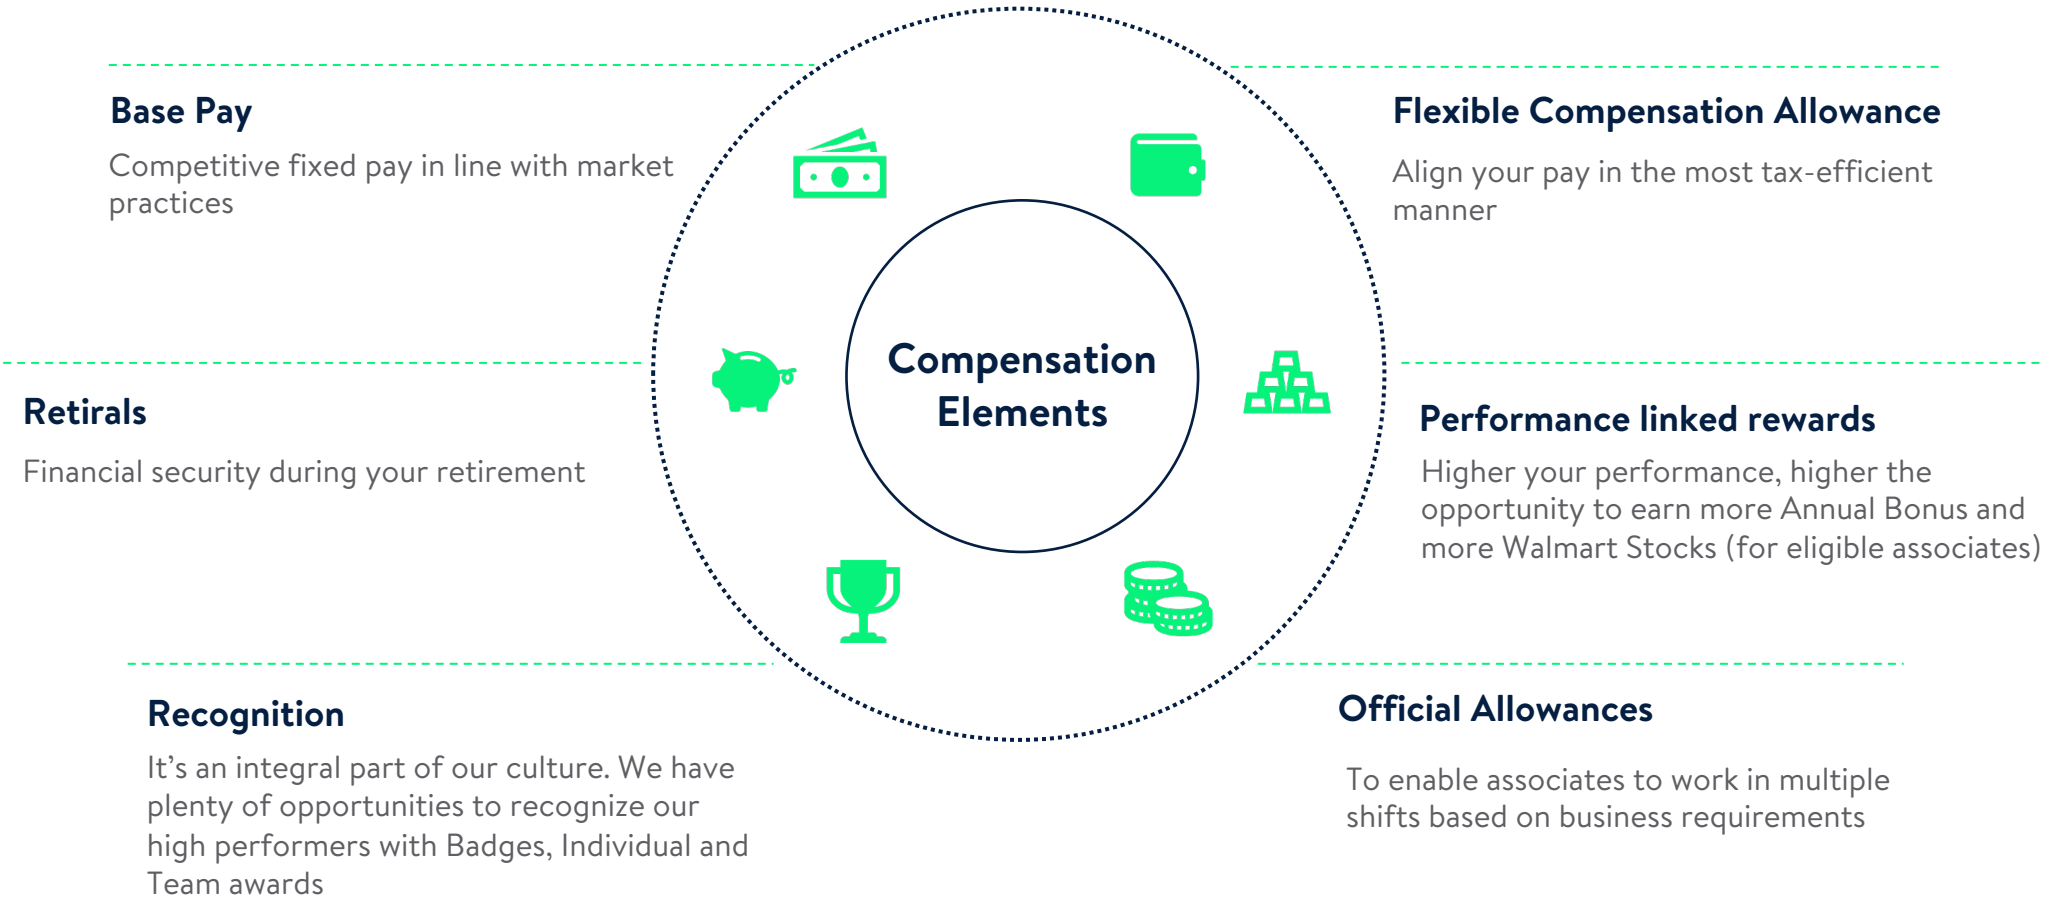 Base Pay
Competitive fixed pay in line with market
practices
Retirals
Financial security during your retirement
Recognition
It’s an integral part of our culture. We have
plenty of opportunities to recognize our
high performers with Badges, Individual and
Team awards
Compensation
Elements
Flexible Compensation Allowance
Align your pay in the most tax-efficient
manner
Performance linked rewards
Higher your performance, higher the
opportunity to earn more Annual Bonus and
more Walmart Stocks (for eligible associates)
Official Allowances
To enable associates to work in multiple
shifts based on business requirements